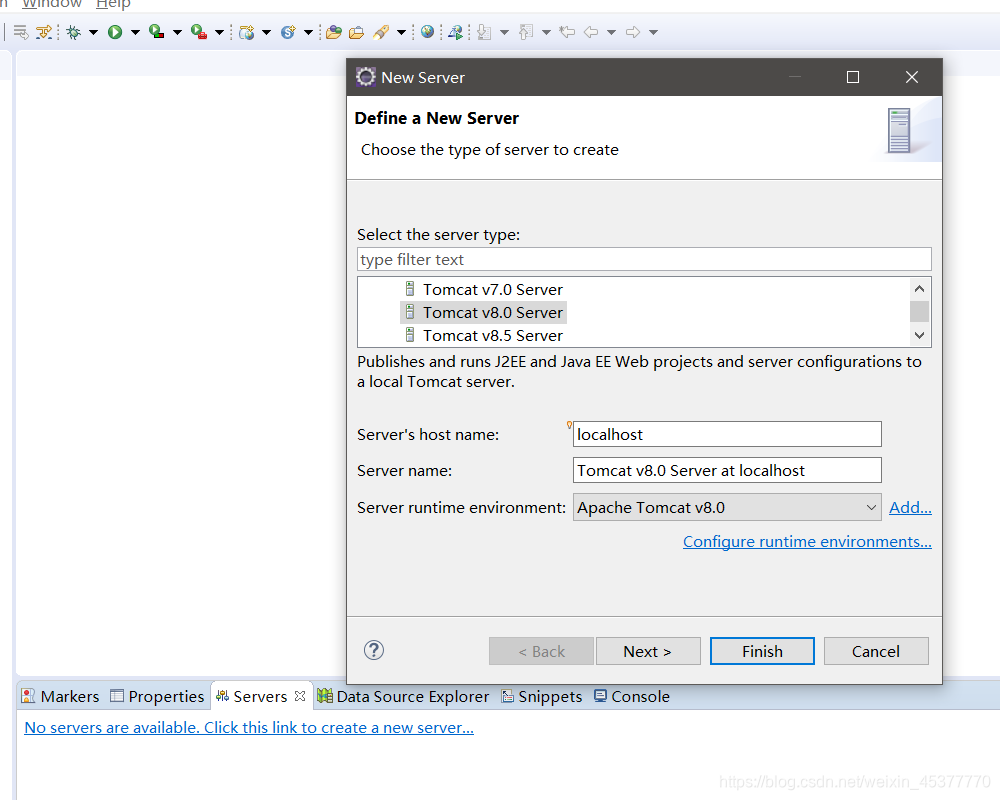 Window Help
New Server
Define a New Server
Choose the type of server to create
Select the server type:
type filter text
Tomcat v7.0 Server
Tomcat v8.0 Server
Tomcat v8.5 Server
Publishes and runs J2EE and Java EE Web projects and server configurations to
a local Tomcat server.
Server's host name: localhost
Server name: Tomcat v8.0 Server at localhost
Server runtime environment: Apache Tomcat v8.0 Add...
Configure runtime environments...
< Back Next > Finish Cancel
Markers Properties Servers Data Source Explorer Snippets Console
No servers are available. Click this link to create a new server...
https://blog.csdn.net/weixin_45377770